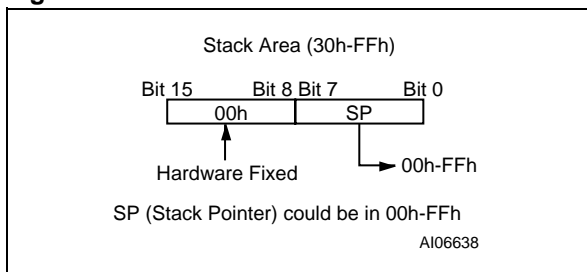 Stack Area (30h-FFh)
Bit 15 Bit 8 Bit 7 Bit 0
00h SP
00h-FFh
Hardware Fixed
SP (Stack Pointer) could be in 00h-FFh
AI06638